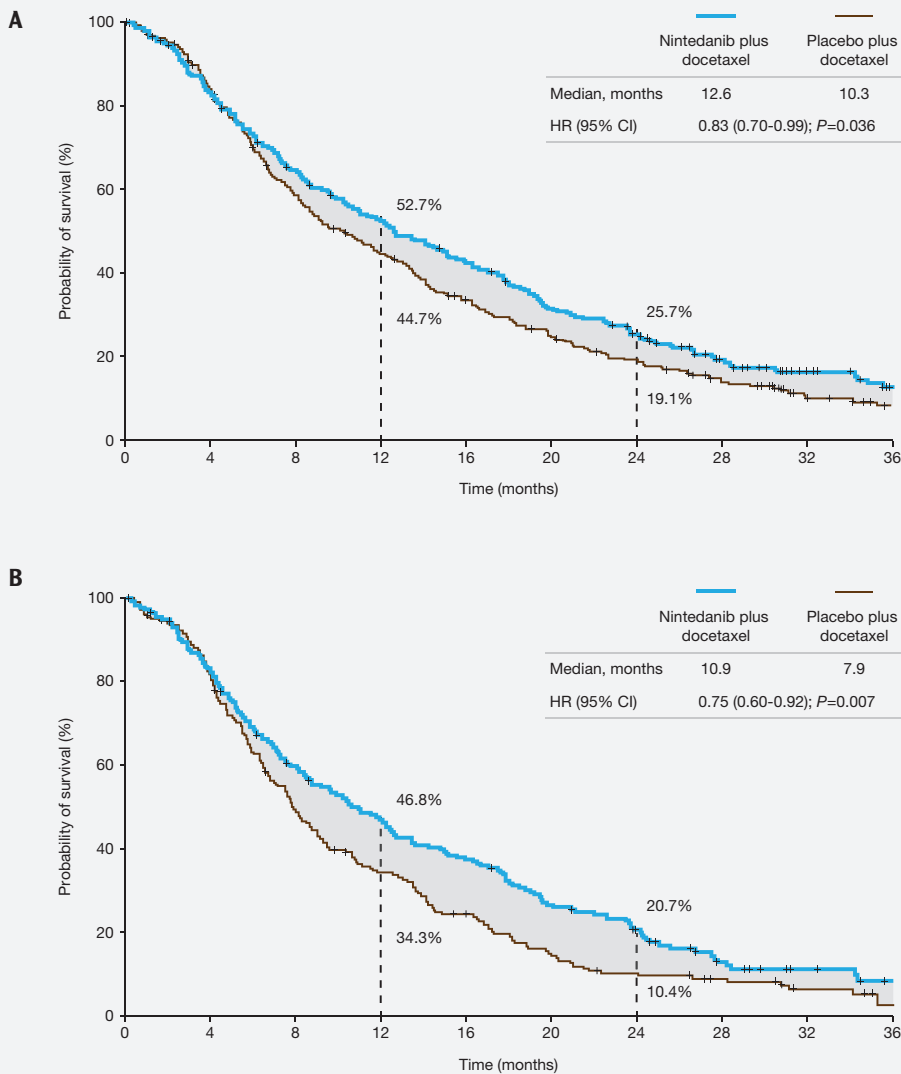 A
100
80
60
40
20
0
Probability of survival (%)
Nintedanib plus docetaxel
Placebo plus docetaxel
Median, months 12.6 10.3
HR (95% CI) 0.83 (0.70-0.99); P=0.036
52.7%
44.7%
25.7%
19.1%
0 4 8 12 16 20 24 28 32 36
Time (months)
B
100
80
60
40
20
0
Probability of survival (%)
Nintedanib plus docetaxel
Placebo plus docetaxel
Median, months 10.9 7.9
HR (95% CI) 0.75 (0.60-0.92); P=0.007
46.8%
34.3%
20.7%
10.4%
0 4 8 12 16 20 24 28 32 36
Time (months)